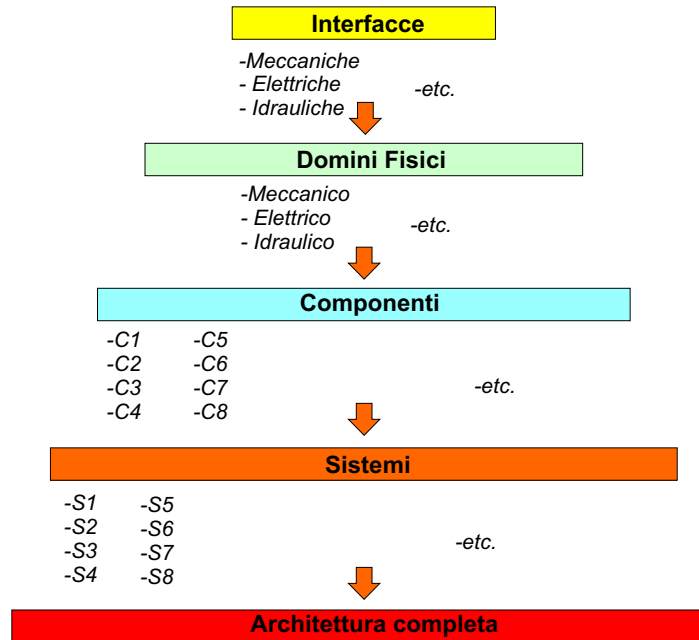 Interfacce
-Meccaniche
- Elettriche
- Idrauliche
-etc.
Domini Fisici
-Meccanico
- Elettrico
- Idraulico
-etc.
Componenti
-C1
-C2
-C3
-C4
-C5
-C6
-C7
-C8
-etc.
Sistemi
-S1
-S2
-S3
-S4
-S5
-S6
-S7
-S8
-etc.
Architettura completa